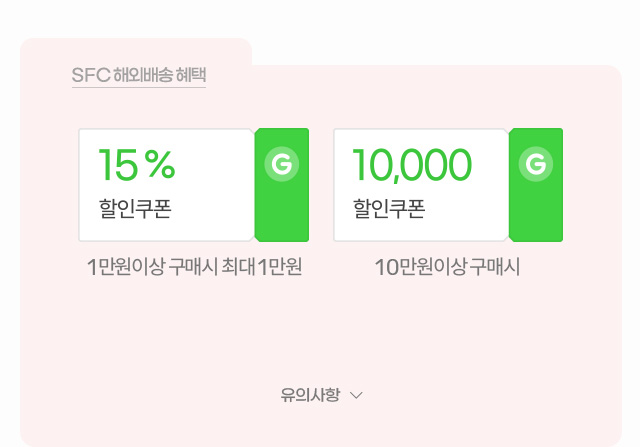 SFC 해외배송 혜택
15%
할인쿠폰
G
1만원이상 구매시 최대 1만원
10,000
할인쿠폰
G
10만원이상 구매시
유의사항